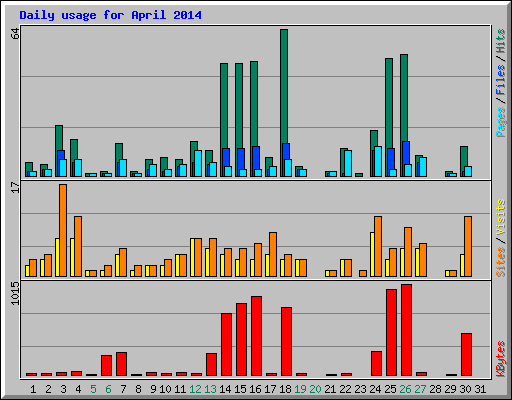 Daily usage for April 2014
64
Pages / Files / Hits
17
Sites / Visits
1015
KBytes
1 2 3 4 5 6 7 8 9 10 11 12 13 14 15 16 17 18 19 20 21 22 23 24 25 26 27 28 29 30 31